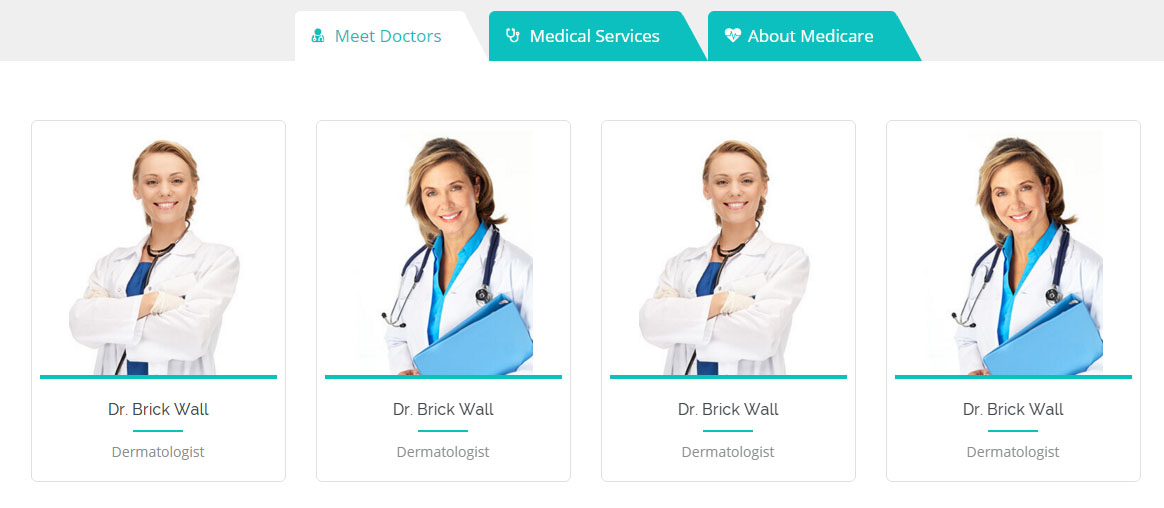 Meet Doctors
Medical Services
About Medicare
Dr. Brick Wall
Dermatologist
Dr. Brick Wall
Dermatologist
Dr. Brick Wall
Dermatologist
Dr. Brick Wall
Dermatologist